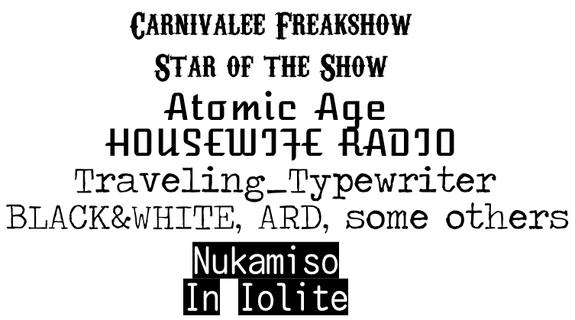 Carnivalee Freakshow
Star of the Show
Atomic Age
HOUSEWIFE RADIO
Traveling_Typewriter
BLACK&WHITE, ARD, some others
Nukamiso
In Iolite